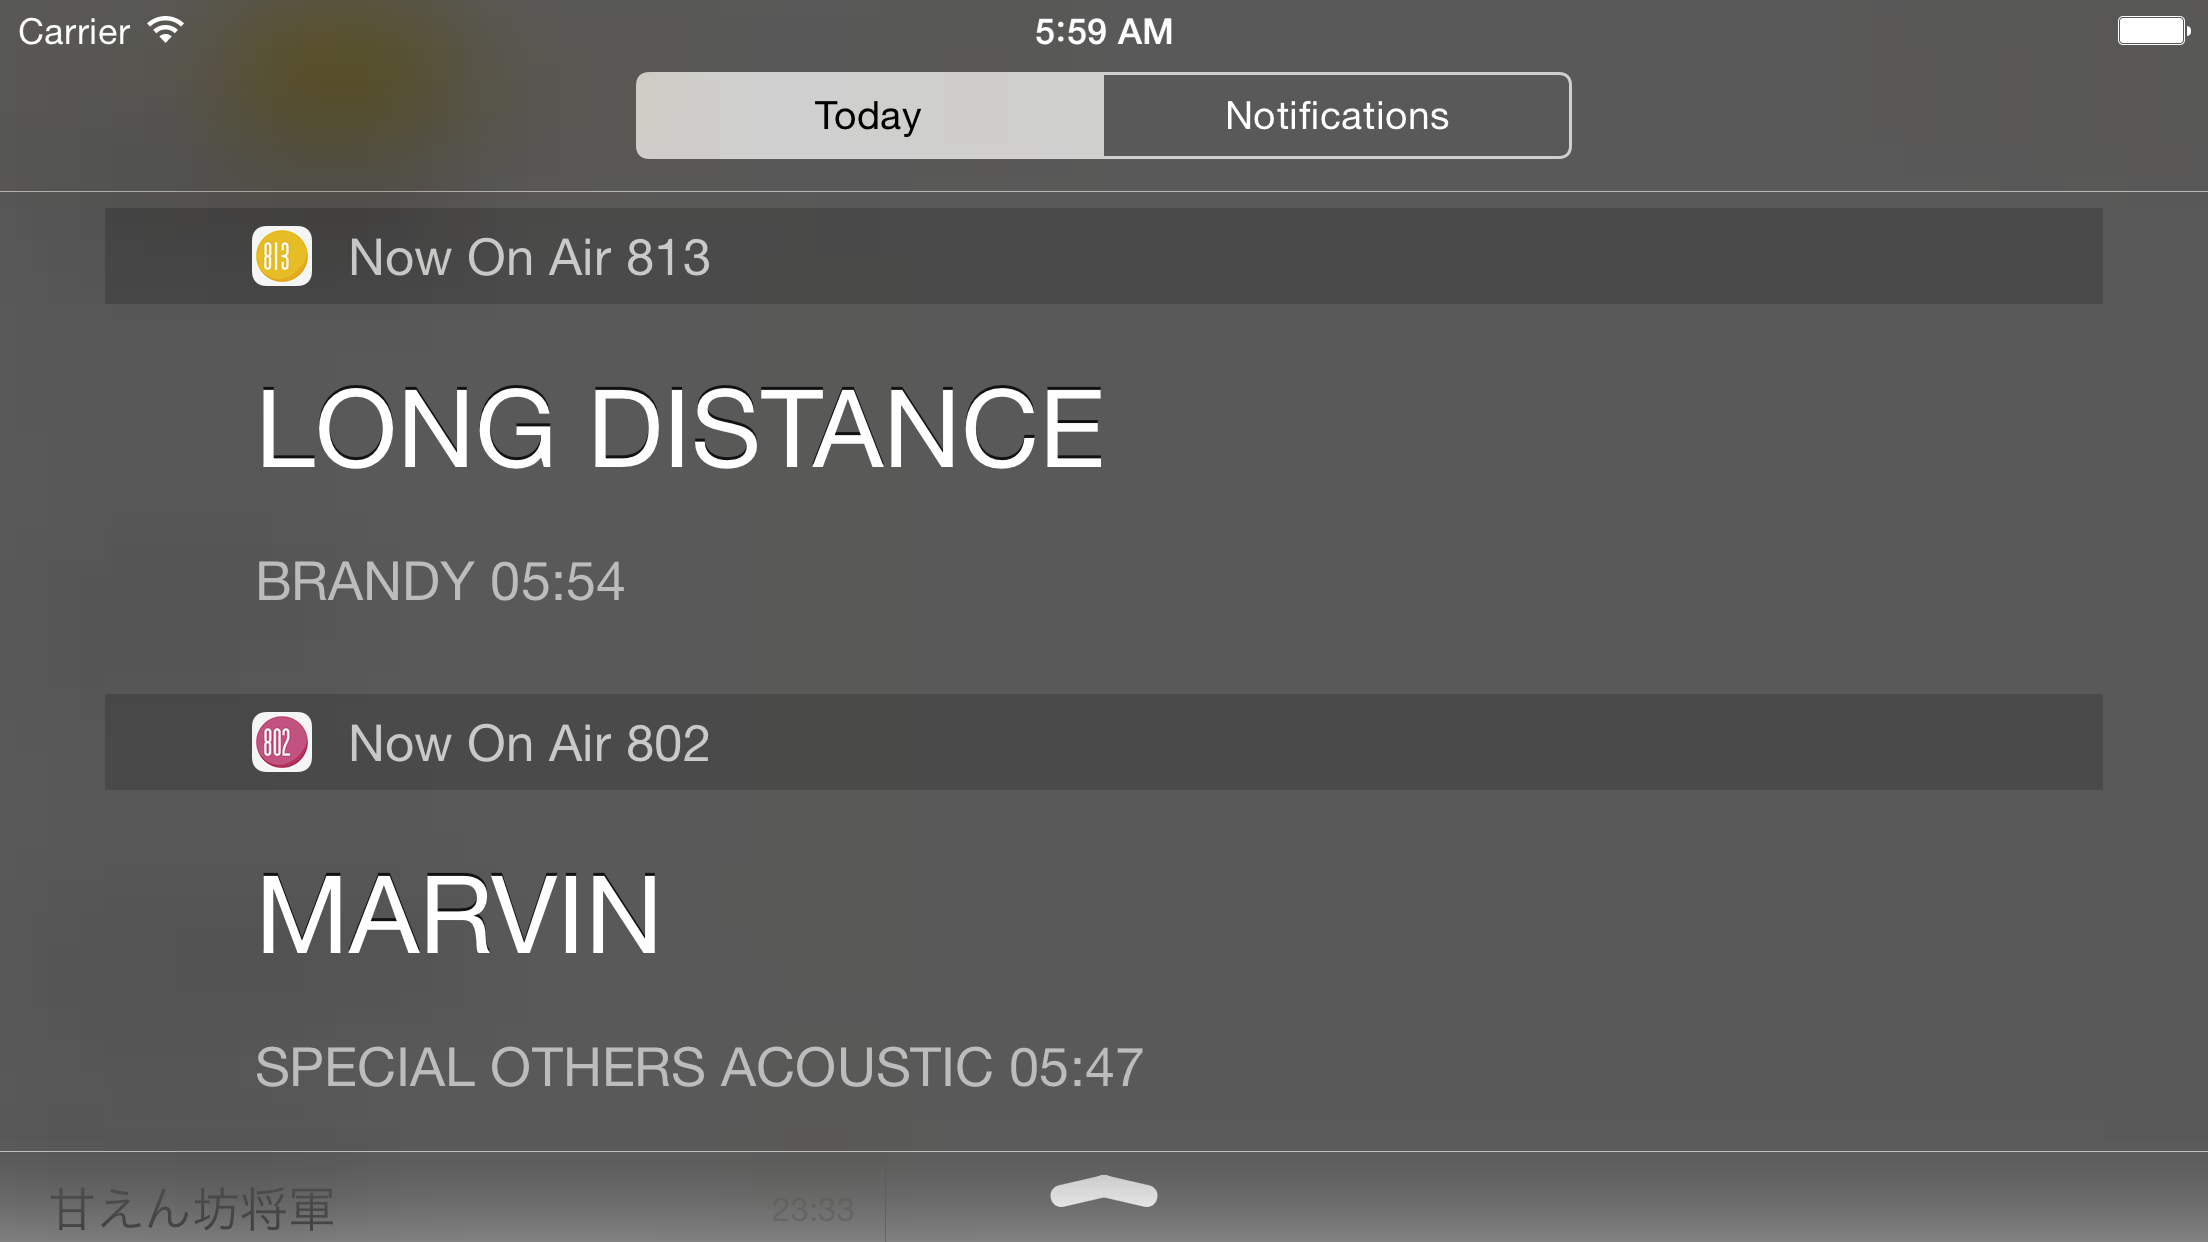 Carrier 5:59 AM
Today Notifications
813 Now On Air 813
LONG DISTANCE
BRANDY 05:54
802 Now On Air 802
MARVIN
SPECIAL OTHERS ACOUSTIC 05:47
甘えん坊将軍 23:33